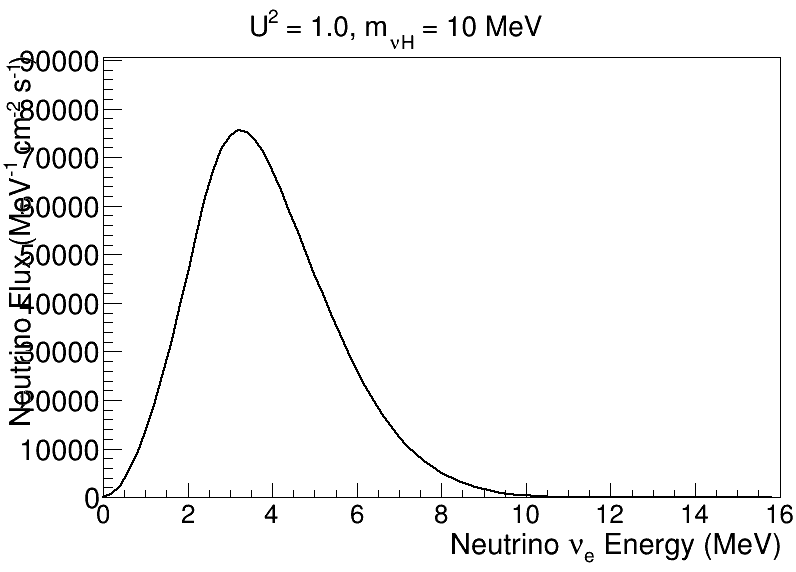 U² = 1.0, m_νH = 10 MeV
Neutrino Flux (MeV⁻¹ cm⁻² s⁻¹)
90000
80000
70000
60000
50000
40000
30000
20000
10000
0
0 2 4 6 8 10 12 14 16
Neutrino ν_e Energy (MeV)